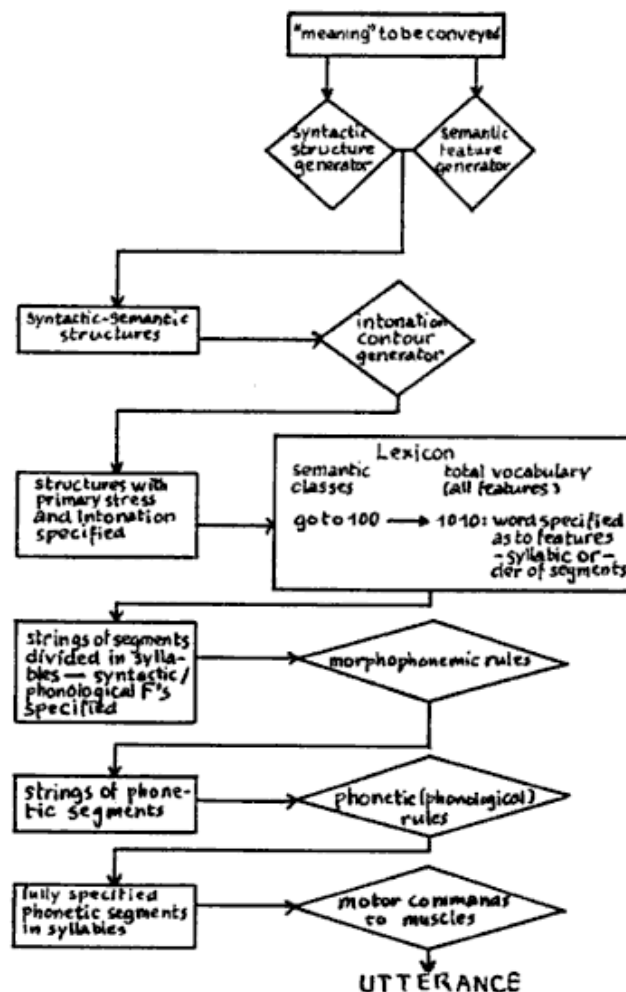 "meaning" to be conveyed
syntactic
structure
generator
semantic
feature
generator
syntactic-semantic
structures
intonation
contour
generator
structures with
primary stress
and Intonation
specified
Lexicon
semantic
classes
total vocabulary
(all features)
go to 100
1010: word specified
as to features
-syllabic or-
der of segments
strings of segments
divided in sylla-
bles — syntactic/
phonological F's
specified
morphophonemic rules
strings of phone-
tic segments
phonetic (phonological)
rules
fully specified
phonetic segments
in syllables
motor commands
to muscles
UTTERANCE